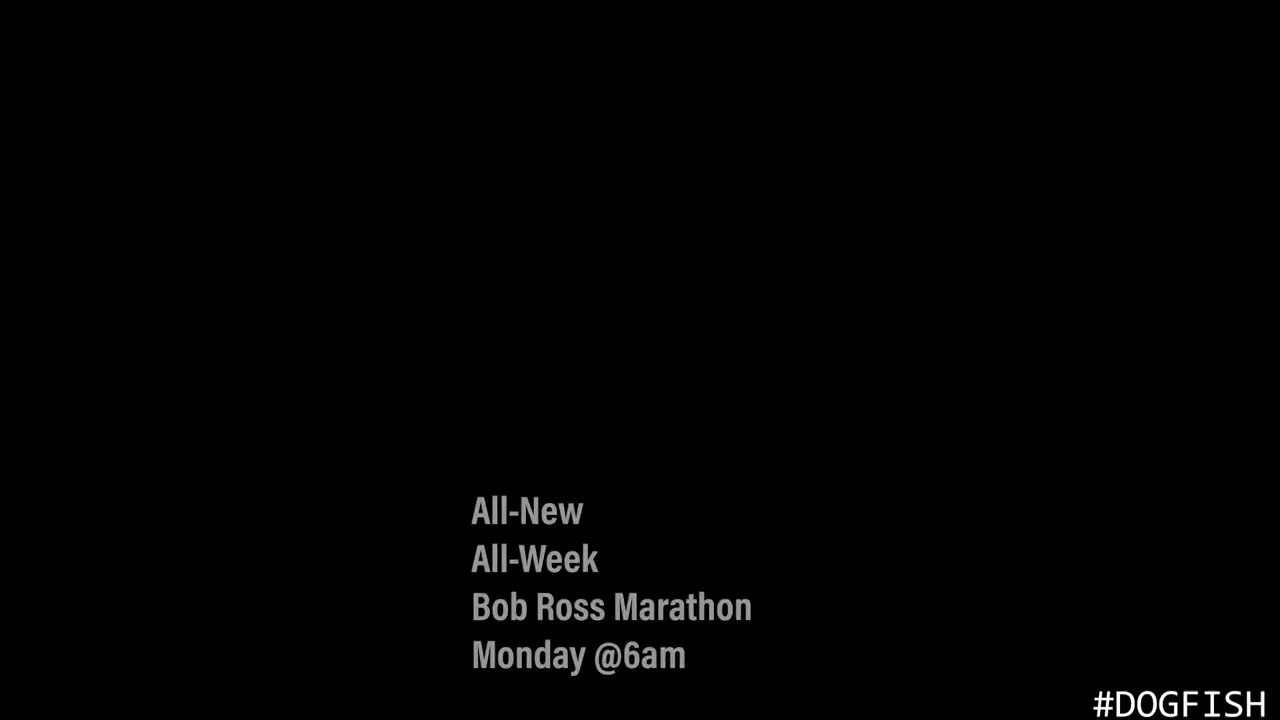 All-New
All-Week
Bob Ross Marathon
Monday @6am
#DOGFISH